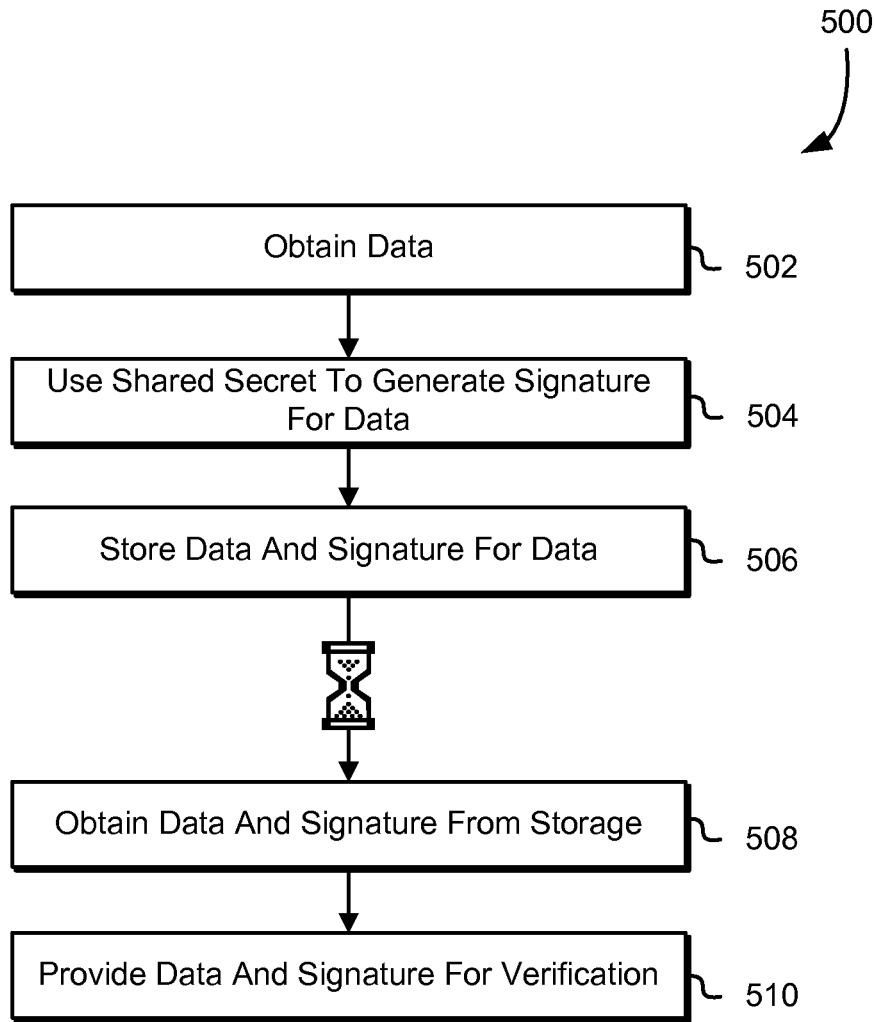 500
Obtain Data
502
Use Shared Secret To Generate Signature
For Data
504
Store Data And Signature For Data
506
Obtain Data And Signature From Storage
508
Provide Data And Signature For Verification
510